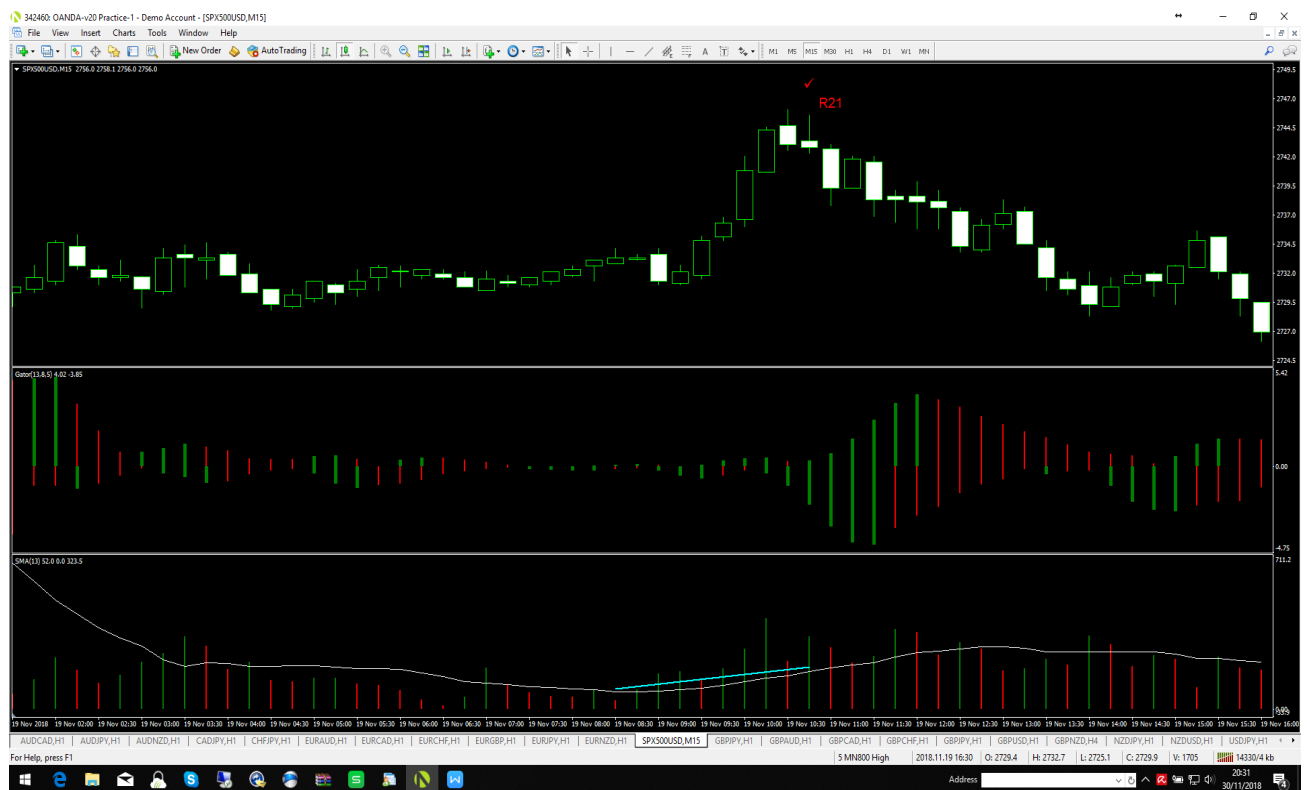 342460: OANDA-v20 Practice-1 - Demo Account - [SPX500USD,M15]
File View Insert Charts Tools Window Help
New Order AutoTrading A T M1 M5 M15 M30 H1 H4 D1 W1 MN
SPX500USD,M15 2756.0 2758.1 2756.0 2756.0
2749.5
R21
2747.0
2744.5
2742.0
2739.5
2737.0
2734.5
2732.0
2729.5
2727.0
2724.5
Gator(13,8,5) 4.02 -3.85
5.42
0.00
-4.75
SMA(13) 52.0 0.0 323.5
711.2
0.00
19 Nov 2018 19 Nov 02:00 19 Nov 02:30 19 Nov 03:00 19 Nov 03:30 19 Nov 04:00 19 Nov 04:30 19 Nov 05:00 19 Nov 05:30 19 Nov 06:00 19 Nov 06:30 19 Nov 07:00 19 Nov 07:30 19 Nov 08:00 19 Nov 08:30 19 Nov 09:00 19 Nov 09:30 19 Nov 10:00 19 Nov 10:30 19 Nov 11:00 19 Nov 11:30 19 Nov 12:00 19 Nov 12:30 19 Nov 13:00 19 Nov 13:30 19 Nov 14:00 19 Nov 14:30 19 Nov 15:00 19 Nov 15:30 19 Nov 16:00
AUDCAD,H1 AUDJPY,H1 AUDNZD,H1 CADJPY,H1 CHFJPY,H1 EURAUD,H1 EURCAD,H1 EURCHF,H1 EURGBP,H1 EURJPY,H1 EURNZD,H1 SPX500USD,M15 GBPJPY,H1 GBPAUD,H1 GBPCAD,H1 GBPCHF,H1 GBPJPY,H1 GBPUSD,H1 GBPNZD,H4 NZDJPY,H1 NZDUSD,H1 USDJPY,H1
For Help, press F1 5 MN800 High 2018.11.19 16:30 O: 2729.4 H: 2732.7 L: 2725.1 C: 2729.9 V: 1705 14330/4 kb
Address 20:31
30/11/2018